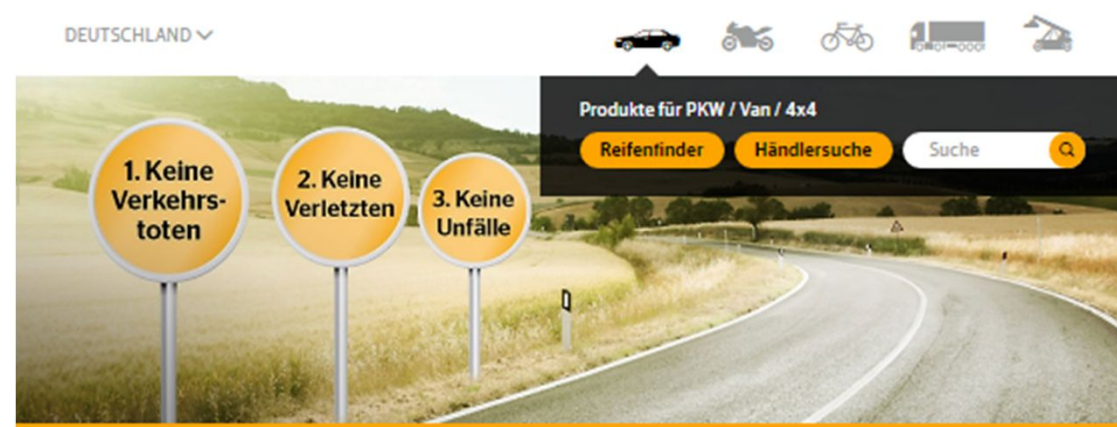 DEUTSCHLAND
Produkte für PKW / Van / 4x4
Reifenfinder
Händlersuche
Suche
1. Keine
Verkehrs-
toten
2. Keine
Verletzten
3. Keine
Unfälle